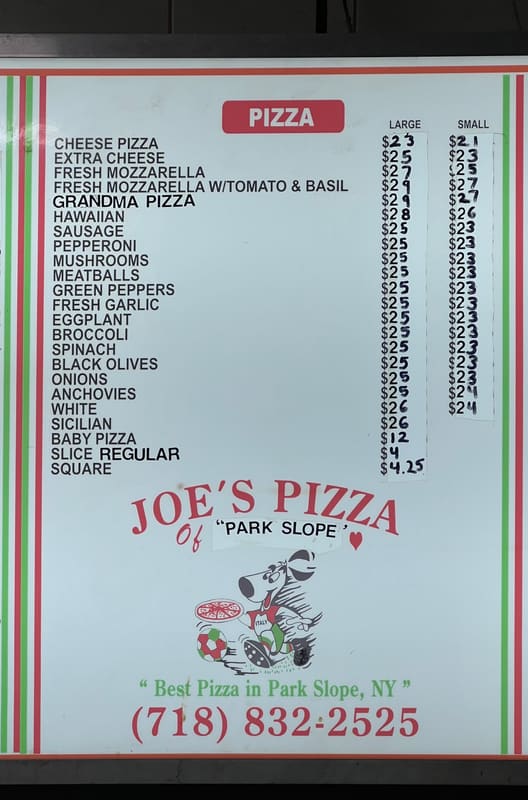 PIZZA
LARGE SMALL
CHEESE PIZZA $23 $21
EXTRA CHEESE $25 $23
FRESH MOZZARELLA $27 $25
FRESH MOZZARELLA W/TOMATO & BASIL $29 $27
GRANDMA PIZZA $29 $27
HAWAIIAN $28 $26
SAUSAGE $25 $23
PEPPERONI $25 $23
MUSHROOMS $25 $23
MEATBALLS $25 $23
GREEN PEPPERS $25 $23
FRESH GARLIC $25 $23
EGGPLANT $25 $23
BROCCOLI $25 $23
SPINACH $25 $23
BLACK OLIVES $25 $23
ONIONS $25 $23
ANCHOVIES $25 $24
WHITE $26 $24
SICILIAN $26
BABY PIZZA $12
SLICE REGULAR $4
SQUARE $4.25
JOE'S PIZZA
Of "PARK SLOPE"
ITALY
" Best Pizza in Park Slope, NY "
(718) 832-2525